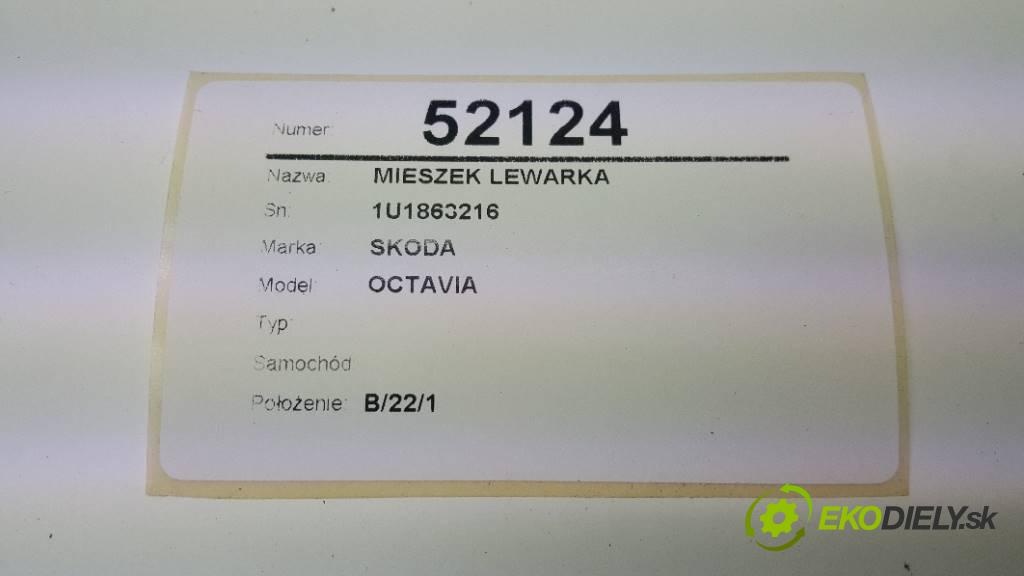 Numer: 52124
Nazwa: MIESZEK LEWARKA
Sn: 1U1863216
Marka: SKODA
Model: OCTAVIA
Typ:
Samochód
Położenie: B/22/1
EKODIELY.sk